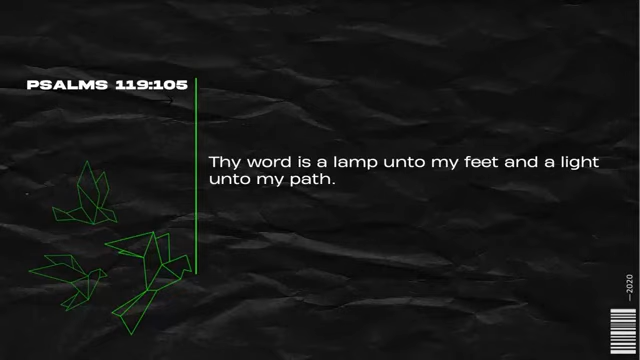 PSALMS 119:105
Thy word is a lamp unto my feet and a light
unto my path.
—2020